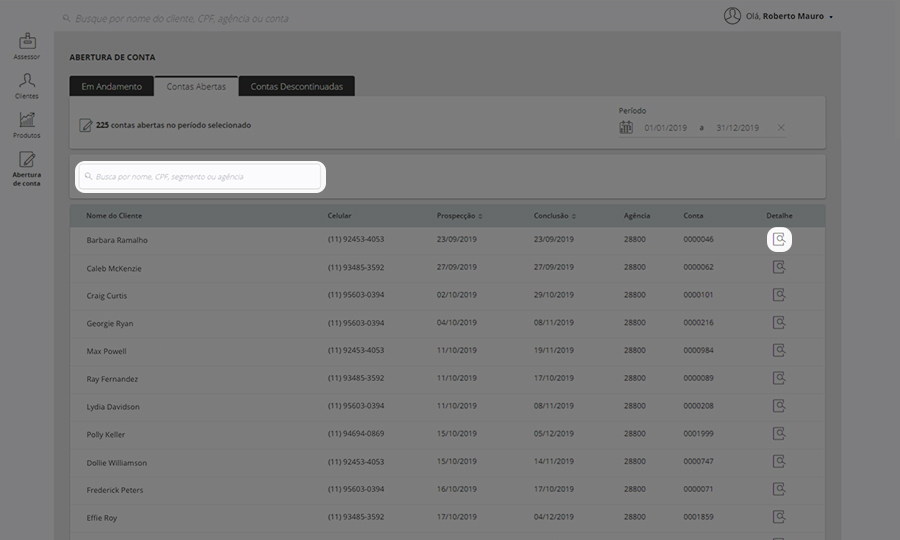 Busque por nome do cliente, CPF, agência ou conta
Olá, Roberto Mauro
Assessor
Clientes
Produtos
Abertura
de conta
ABERTURA DE CONTA
Em Andamento Contas Abertas Contas Descontinuadas
225 contas abertas no período selecionado
Período
01/01/2019 a 31/12/2019
Busca por nome, CPF, segmento ou agência
Nome do Cliente Celular Prospecção Conclusão Agência Conta Detalhe
Barbara Ramalho (11) 92453-4053 23/09/2019 23/09/2019 28800 0000046
Caleb McKenzie (11) 93485-3592 27/09/2019 27/09/2019 28800 0000062
Craig Curtis (11) 95603-0394 02/10/2019 29/10/2019 28800 0000101
Georgie Ryan (11) 95603-0394 04/10/2019 08/11/2019 28800 0000216
Max Powell (11) 92453-4053 11/10/2019 19/11/2019 28800 0000984
Ray Fernandez (11) 93485-3592 11/10/2019 17/10/2019 28800 0000089
Lydia Davidson (11) 95603-0394 11/10/2019 08/11/2019 28800 0000208
Polly Keller (11) 94694-0869 15/10/2019 05/12/2019 28800 0001999
Dollie Williamson (11) 92453-4053 15/10/2019 14/11/2019 28800 0000747
Frederick Peters (11) 95603-0394 16/10/2019 17/10/2019 28800 0000071
Effie Roy (11) 93485-3592 17/10/2019 04/12/2019 28800 0001859